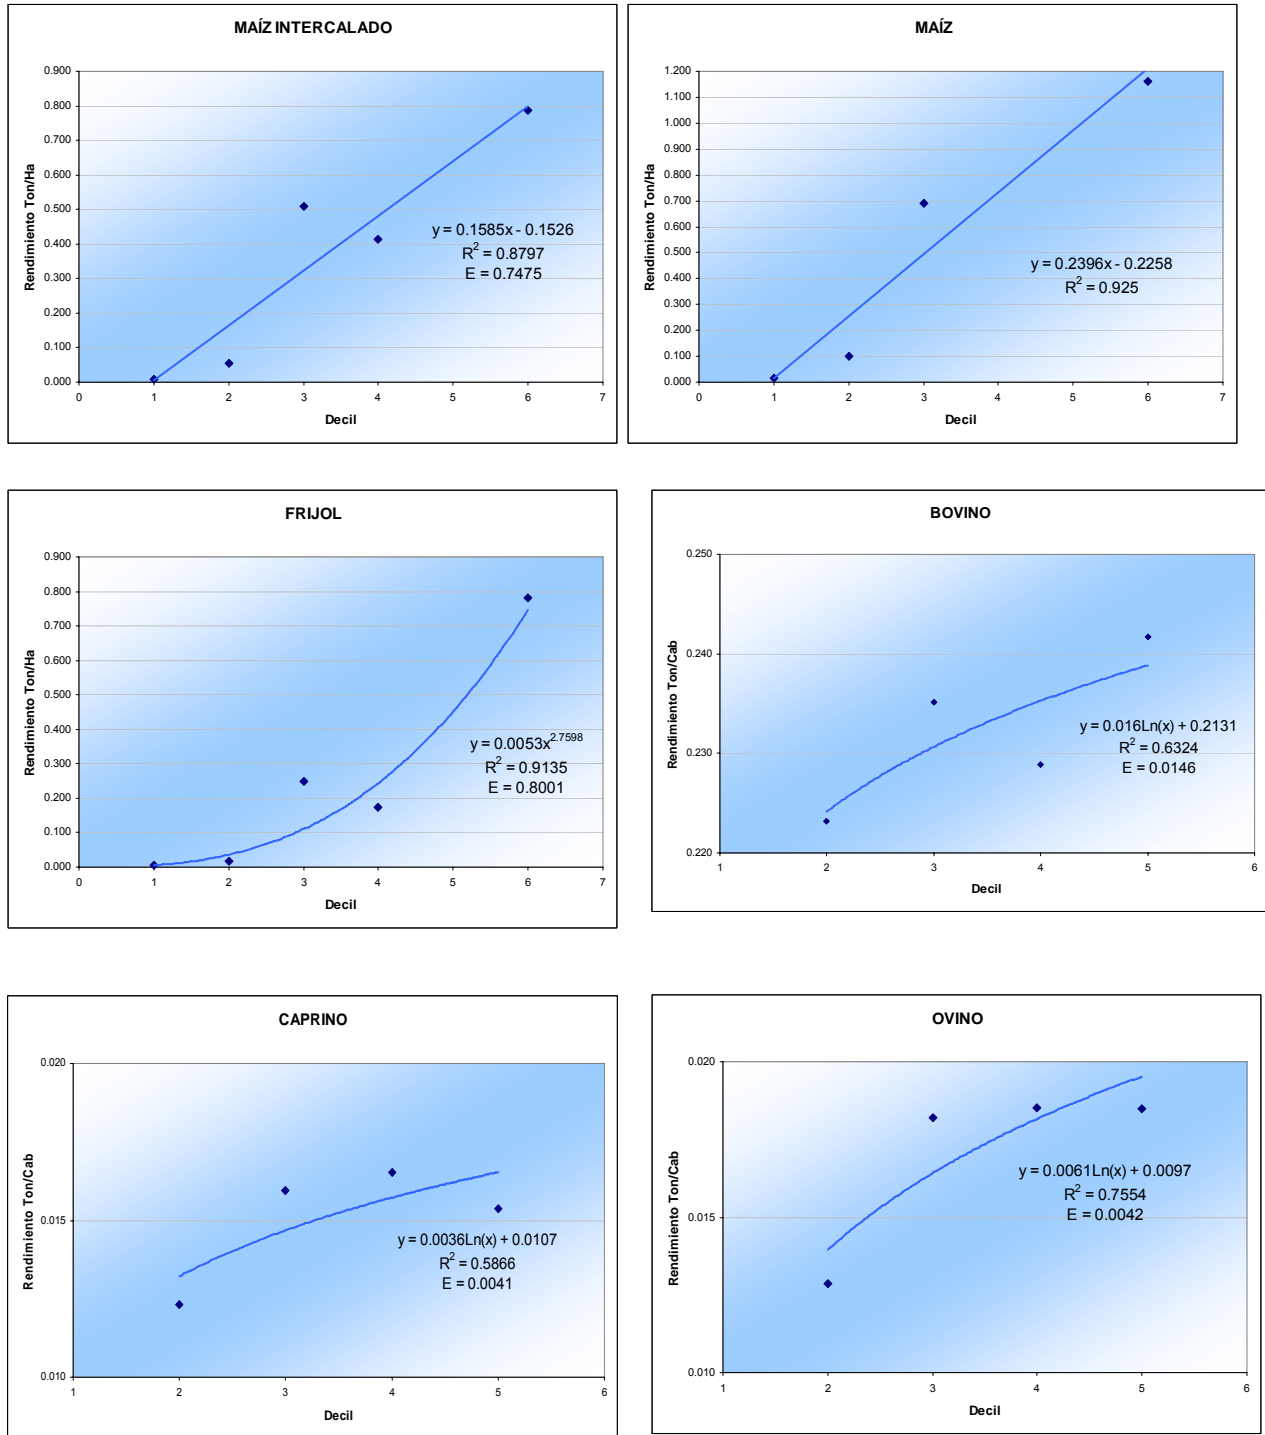 MAÍZ INTERCALADO
0.800
0.900
0.800
0.700
0.600
0.500
0.400
0.300
0.200
0.100
0.000
Rendimiento Ton/Ha
y = 0.1585x - 0.1526
R² = 0.8797
E = 0.7475
0 1 2 3 4 5 6 7
Decil
MAÍZ
1.200
1.100
1.000
0.900
0.800
0.700
0.600
0.500
0.400
0.300
0.200
0.100
0.000
Rendimiento Ton/Ha
y = 0.2396x - 0.2258
R² = 0.925
0 1 2 3 4 5 6 7
Decil
FRIJOL
0.900
0.800
0.700
0.600
0.500
0.400
0.300
0.200
0.100
0.000
Rendimiento Ton/Ha
y = 0.0053x^2.7598
R² = 0.9135
E = 0.8001
0 1 2 3 4 5 6 7
Decil
BOVINO
0.250
0.240
0.230
0.220
Rendimiento Ton/Cab
y = 0.016Ln(x) + 0.2131
R² = 0.6324
E = 0.0146
1 2 3 4 5 6
Decil
CAPRINO
0.020
0.015
0.010
Rendimiento Ton/Cab
y = 0.0036Ln(x) + 0.0107
R² = 0.5866
E = 0.0041
1 2 3 4 5 6
Decil
OVINO
0.020
0.015
0.010
Rendimiento Ton/Cab
y = 0.0061Ln(x) + 0.0097
R² = 0.7554
E = 0.0042
1 2 3 4 5 6
Decil